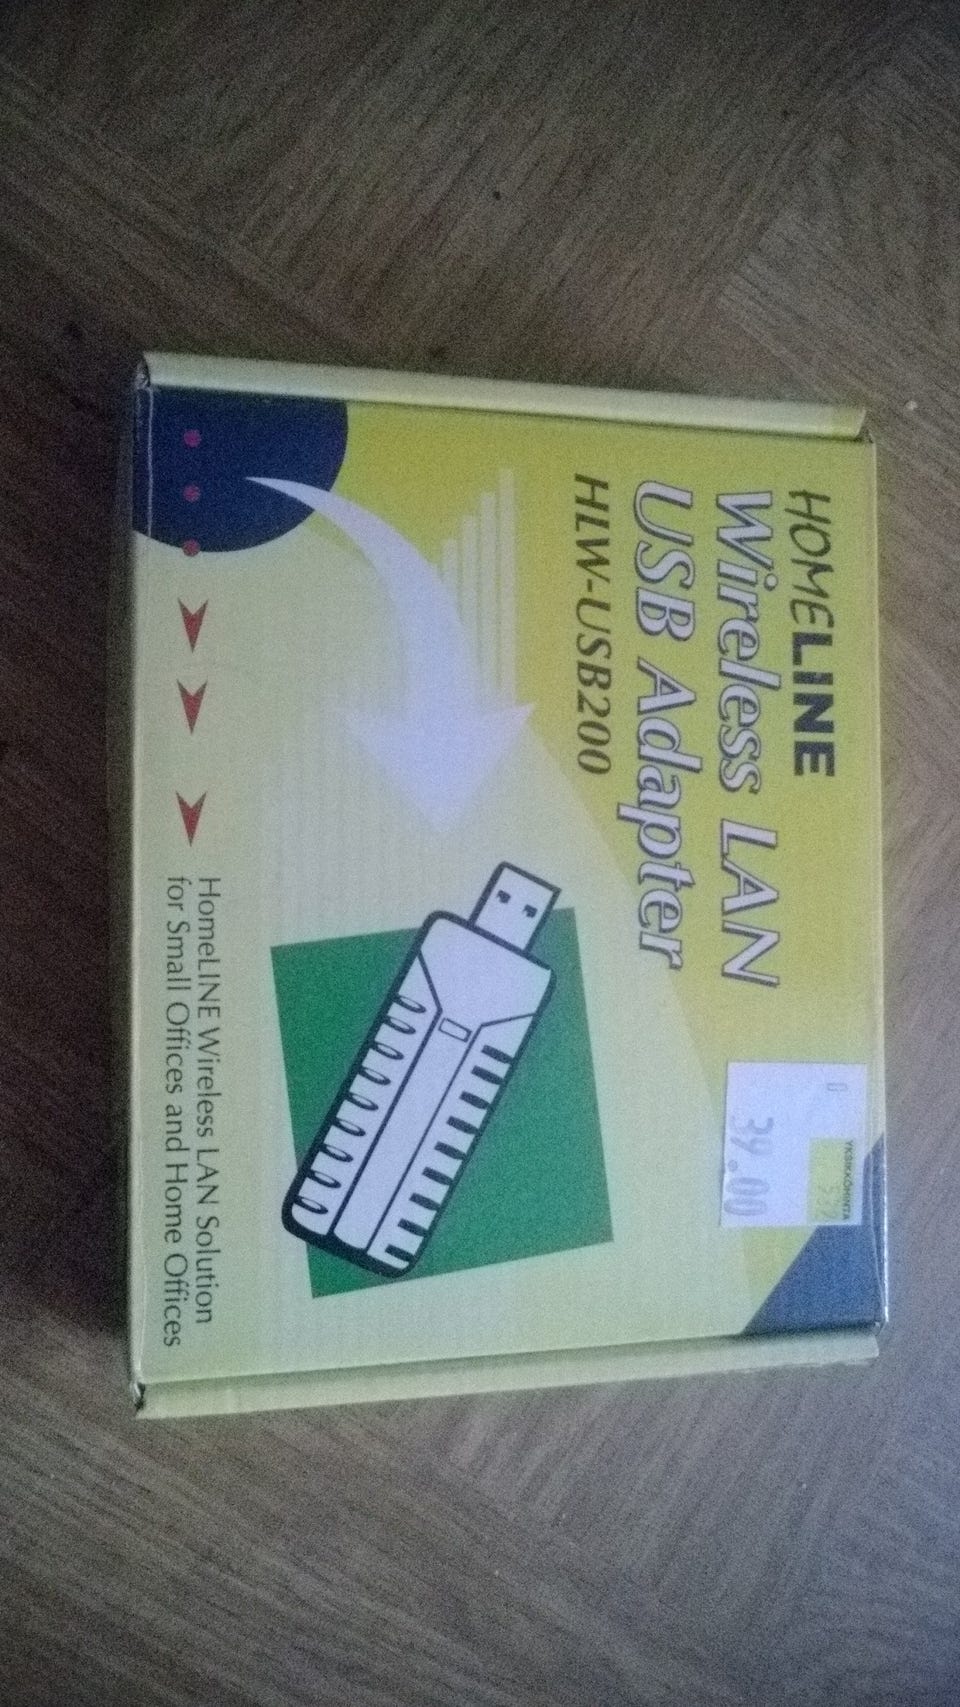 HOMELINE
Wireless LAN
USB Adapter
HLW-USB200
YKSIKKÖHINTA
39.00
HomeLINE Wireless LAN Solution
for Small Offices and Home Offices